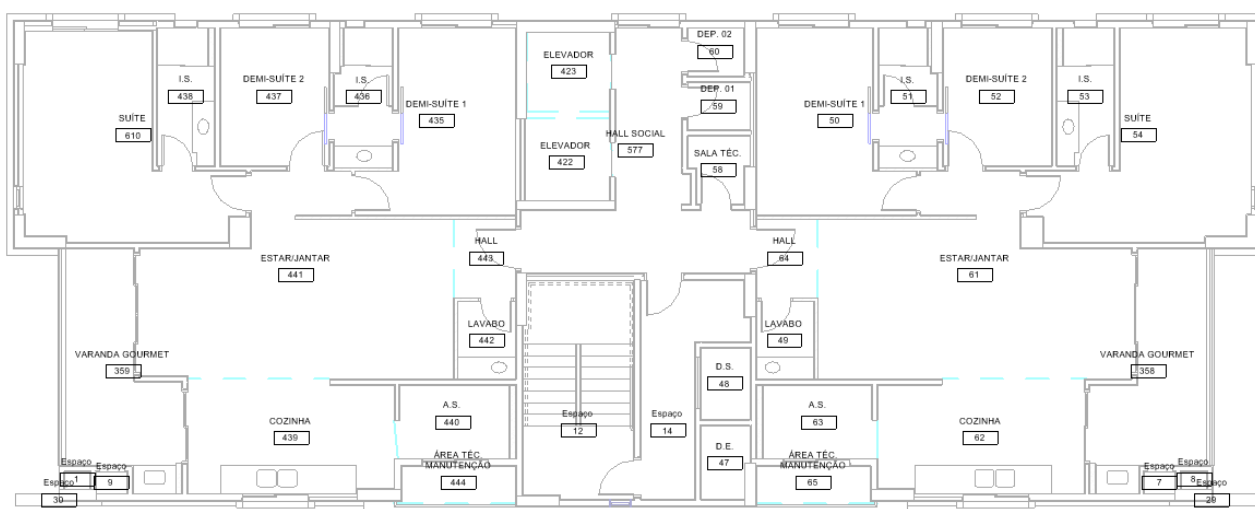 DEP. 02
60
ELEVADOR
423
I.S.
438
DEMI-SUÍTE 2
437
I.S.
436
DEMI-SUÍTE 1
435
DEP. 01
59
DEMI-SUÍTE 1
50
I.S.
51
DEMI-SUÍTE 2
52
I.S.
53
SUÍTE
610
HALL SOCIAL
577
SUÍTE
54
ELEVADOR
422
SALA TÉC.
58
HALL
443
HALL
64
ESTAR/JANTAR
441
ESTAR/JANTAR
61
LAVABO
442
LAVABO
49
VARANDA GOURMET
359
VARANDA GOURMET
358
D.S.
48
A.S.
440
Espaço
12
Espaço
14
A.S.
63
COZINHA
439
COZINHA
62
D.E.
47
ÁREA TÉC.
MANUTENÇÃO
444
ÁREA TÉC.
MANUTENÇÃO
65
Espaço
1
Espaço
9
Espaço
30
Espaço
7
Espaço
8
Espaço
29